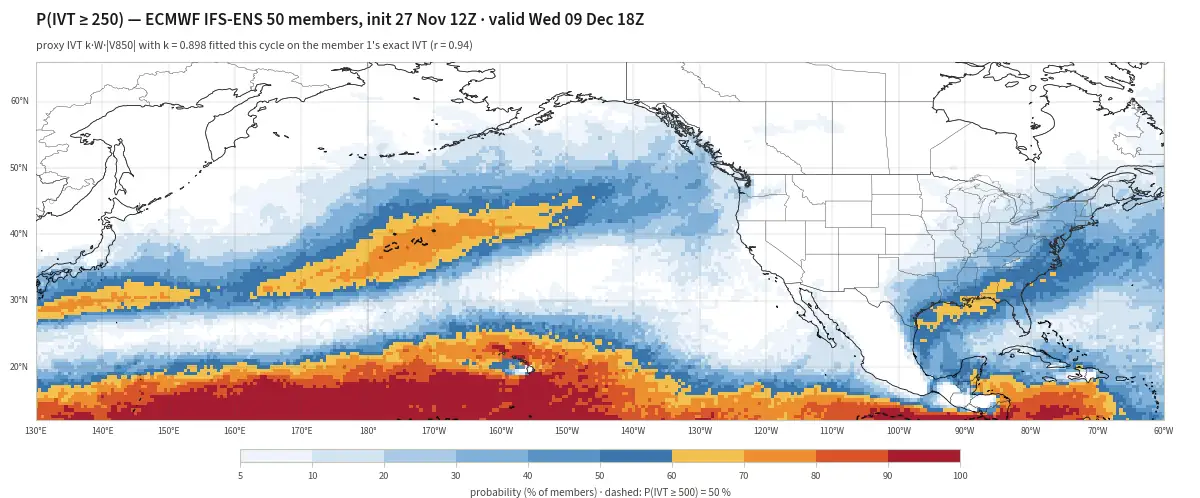 P(IVT ≥ 250) — ECMWF IFS-ENS 50 members, init 27 Nov 12Z · valid Wed 09 Dec 18Z
proxy IVT k·W·|V850| with k = 0.898 fitted this cycle on the member 1's exact IVT (r = 0.94)
60°N
50°N
40°N
30°N
20°N
130°E 140°E 150°E 160°E 170°E 180° 170°W 160°W 150°W 140°W 130°W 120°W 110°W 100°W 90°W 80°W 70°W 60°W
5 10 20 30 40 50 60 70 80 90 100
probability (% of members) · dashed: P(IVT ≥ 500) = 50 %